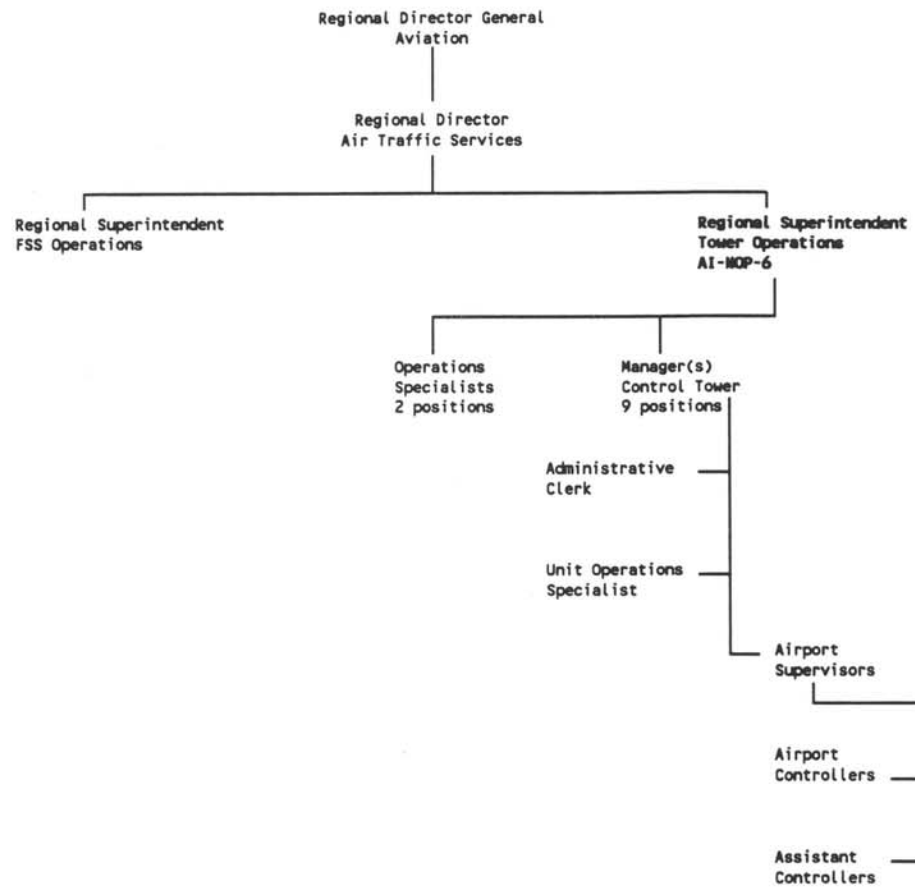 Regional Director General
Aviation
Regional Director
Air Traffic Services
Regional Superintendent
FSS Operations
Regional Superintendent
Tower Operations
AI-NOP-6
Operations
Specialists
2 positions
Manager(s)
Control Tower
9 positions
Administrative
Clerk
Unit Operations
Specialist
Airport
Supervisors
Airport
Controllers
Assistant
Controllers